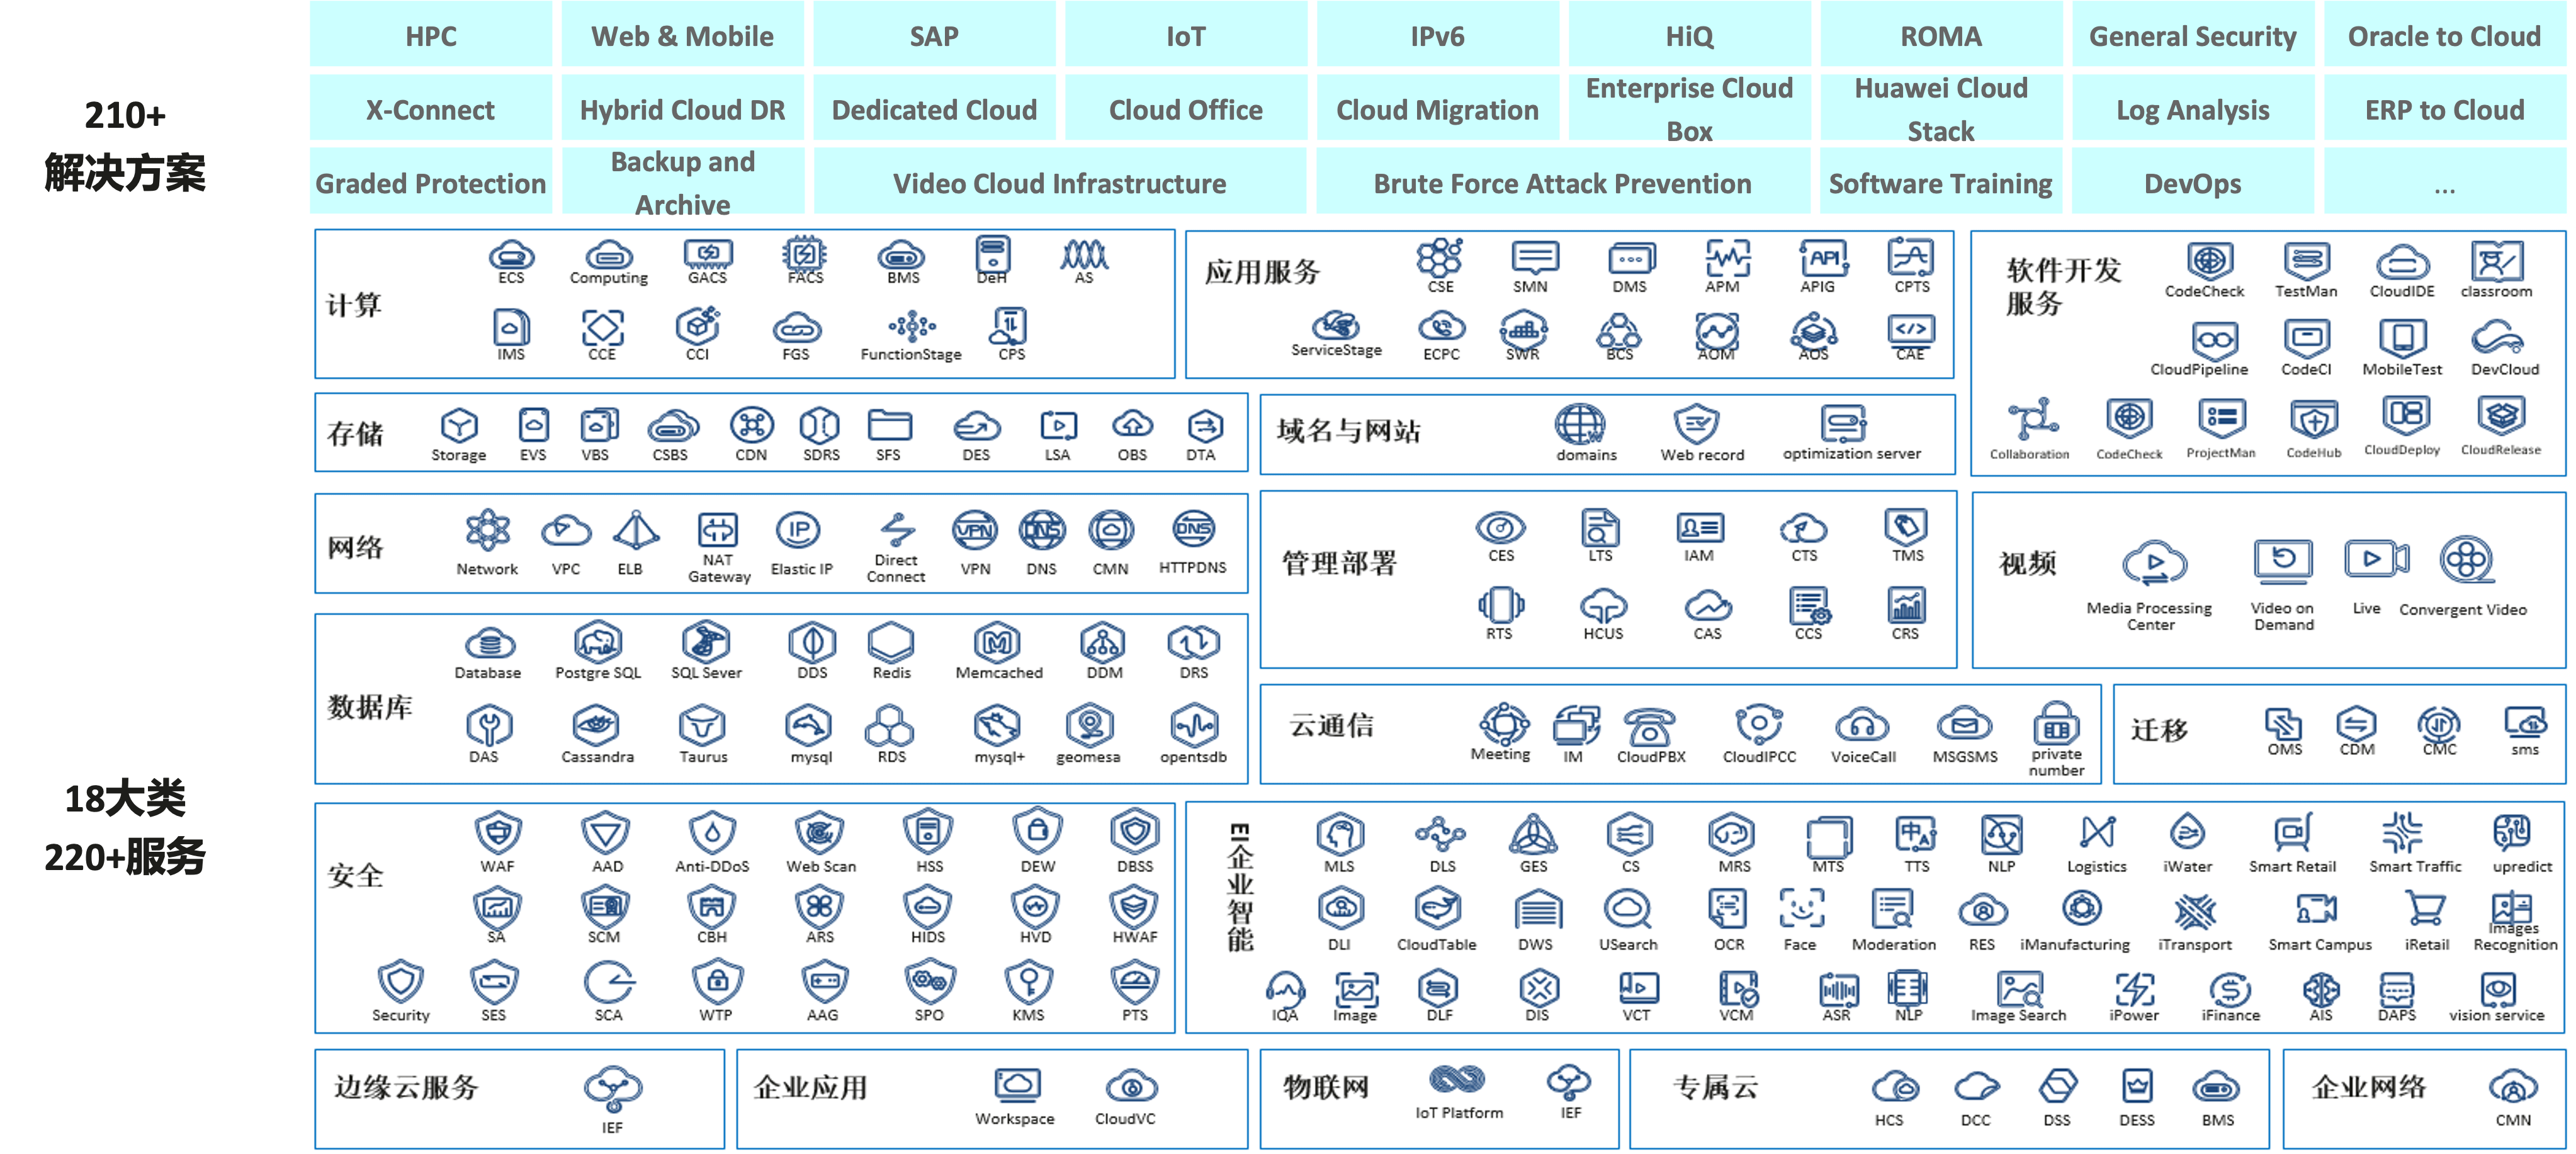 HPC
Web & Mobile
SAP
IoT
IPv6
HiQ
ROMA
General Security
Oracle to Cloud
X-Connect
Hybrid Cloud DR
Dedicated Cloud
Cloud Office
Cloud Migration
Enterprise Cloud
Box
Huawei Cloud
Stack
Log Analysis
ERP to Cloud
Graded Protection
Backup and
Archive
Video Cloud Infrastructure
Brute Force Attack Prevention
Software Training
DevOps
...
210+
解决方案
18大类
220+服务
计算
ECS
Computing
GACS
FACS
BMS
DeH
AS
IMS
CCE
CCI
FGS
FunctionStage
CPS
应用服务
CSE
SMN
DMS
APM
API
APIG
CPTS
ServiceStage
ECPC
SWR
BCS
AOM
AOS
CAE
软件开发
服务
CodeCheck
TestMan
CloudIDE
classroom
CloudPipeline
CodeCI
MobileTest
DevCloud
Collaboration
CodeCheck
ProjectMan
CodeHub
CloudDeploy
CloudRelease
存储
Storage
EVS
VBS
CSBS
CDN
SDRS
SFS
DES
LSA
OBS
DTA
域名与网站
domains
Web record
optimization server
网络
Network
VPC
ELB
NAT
Gateway
IP
Elastic IP
Direct
Connect
VPN
VPN
DNS
DNS
CMN
DNS
HTTPDNS
管理部署
CES
LTS
IAM
CTS
TMS
RTS
HCUS
CAS
CCS
CRS
视频
Media Processing
Center
Video on
Demand
Live
Convergent Video
数据库
Database
Postgre SQL
SQL Sever
DDS
Redis
Memcached
DDM
DRS
DAS
Cassandra
Taurus
mysql
RDS
mysql+
geomesa
opentsdb
云通信
Meeting
IM
CloudPBX
CloudIPCC
VoiceCall
MSGSMS
private
number
迁移
OMS
CDM
CMC
sms
安全
WAF
AAD
Anti-DDoS
Web Scan
HSS
DEW
DBSS
SA
SCM
CBH
ARS
HIDS
HVD
HWAF
Security
SES
SCA
WTP
AAG
SPO
KMS
PTS
EI企业智能
MLS
DLS
GES
CS
MRS
MTS
中A
TTS
NLP
Logistics
iWater
Smart Retail
Smart Traffic
upredict
DLI
CloudTable
DWS
USearch
OCR
Face
Moderation
RES
iManufacturing
iTransport
Smart Campus
iRetail
Images
Recognition
IQA
Image
DLF
DIS
VCT
VCM
ASR
NLP
Image Search
iPower
iFinance
AIS
DAPS
vision service
边缘云服务
IEF
企业应用
Workspace
CloudVC
物联网
IoT Platform
IEF
专属云
HCS
DCC
DSS
DESS
BMS
企业网络
CMN